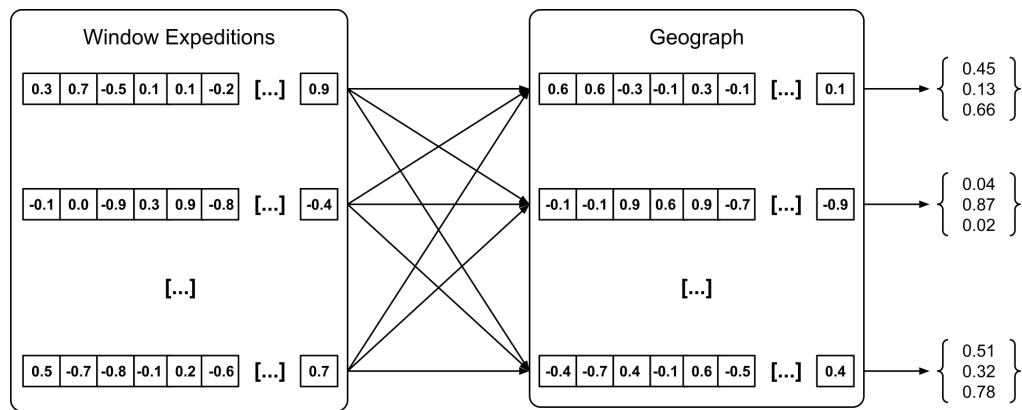 Window Expeditions
Geograph
0.3 0.7 -0.5 0.1 0.1 -0.2 [...] 0.9
0.6 0.6 -0.3 -0.1 0.3 -0.1 [...] 0.1
0.45
0.13
0.66
-0.1 0.0 -0.9 0.3 0.9 -0.8 [...] -0.4
-0.1 -0.1 0.9 0.6 0.9 -0.7 [...] -0.9
0.04
0.87
0.02
[...]
[...]
0.5 -0.7 -0.8 -0.1 0.2 -0.6 [...] 0.7
-0.4 -0.7 0.4 -0.1 0.6 -0.5 [...] 0.4
0.51
0.32
0.78